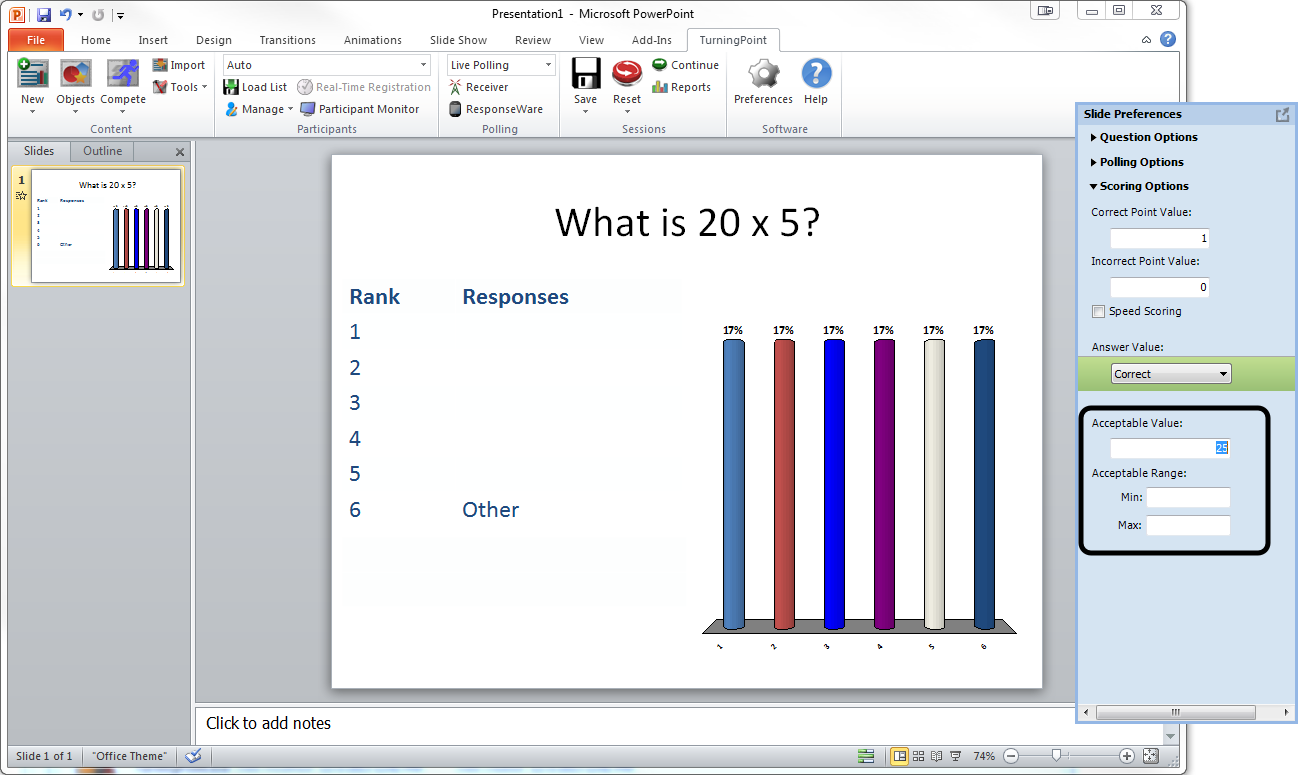 Presentation1 - Microsoft PowerPoint
File Home Insert Design Transitions Animations Slide Show Review View Add-Ins TurningPoint
New Objects Compete Import Tools
Content
Auto
Load List Real-Time Registration
Manage Participant Monitor
Participants
Live Polling
Receiver
ResponseWare
Polling
Save Reset Continue Reports
Sessions
Preferences Help
Software
Slides Outline
1
What is 20 x 5?
Rank Responses
1
2
3
4
5
6 Other
What is 20 x 5?
Rank Responses
1
2
3
4
5
6 Other
17% 17% 17% 17% 17% 17%
1 2 3 4 5 6
Slide Preferences
Question Options
Polling Options
Scoring Options
Correct Point Value:
1
Incorrect Point Value:
0
Speed Scoring
Answer Value:
Correct
Acceptable Value:
25
Acceptable Range:
Min:
Max:
Click to add notes
Slide 1 of 1 "Office Theme" 74%